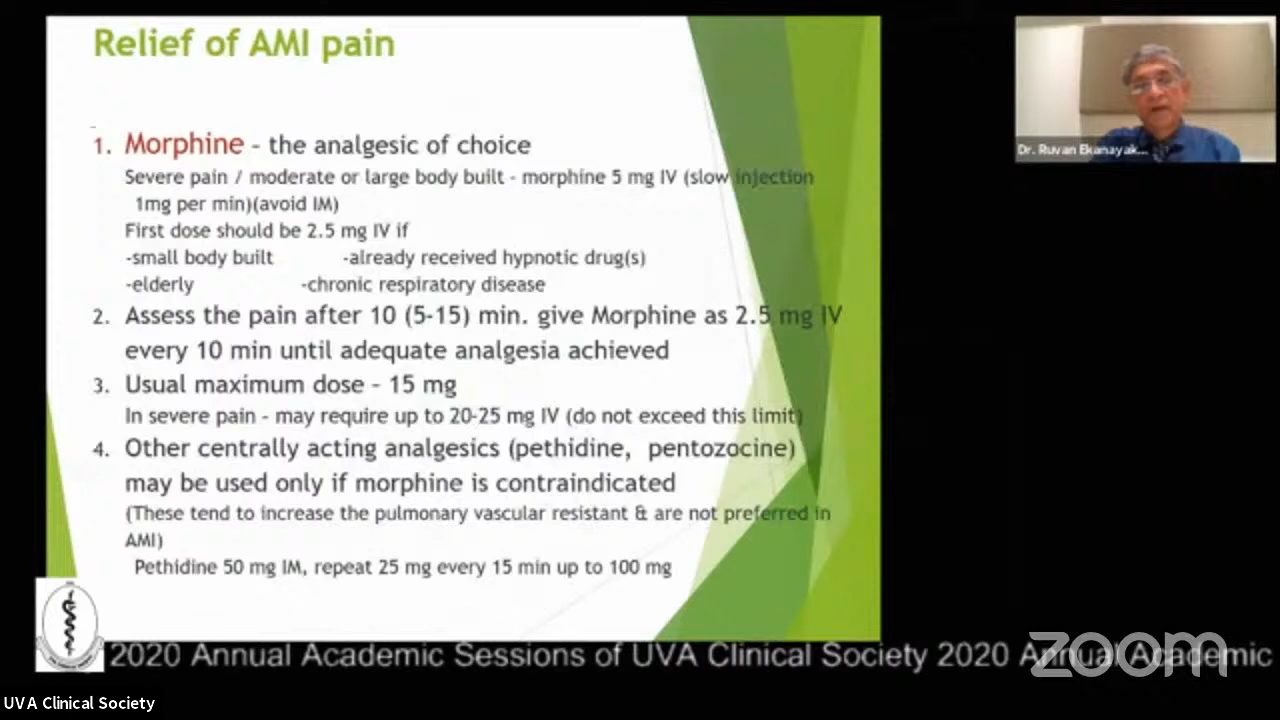 Relief of AMI pain
1. Morphine – the analgesic of choice
Severe pain / moderate or large body built - morphine 5 mg IV (slow injection
1mg per min)(avoid IM)
First dose should be 2.5 mg IV if
-small body built -already received hypnotic drug(s)
-elderly -chronic respiratory disease
2. Assess the pain after 10 (5-15) min. give Morphine as 2.5 mg IV
every 10 min until adequate analgesia achieved
3. Usual maximum dose – 15 mg
In severe pain – may require up to 20-25 mg IV (do not exceed this limit)
4. Other centrally acting analgesics (pethidine, pentozocine)
may be used only if morphine is contraindicated
(These tend to increase the pulmonary vascular resistant & are not preferred in
AMI)
Pethidine 50 mg IM, repeat 25 mg every 15 min up to 100 mg
Dr. Ruvan Ekanayak...
2020 Annual Academic Sessions of UVA Clinical Society 2020 Annual Academic
zoom
UVA Clinical Society